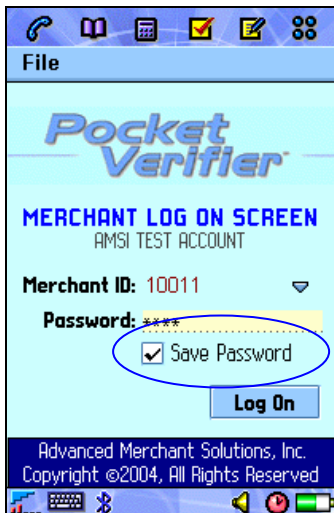 File
Pocket
Verifier
MERCHANT LOG ON SCREEN
AMSI TEST ACCOUNT
Merchant ID: 10011
Password: ****
Save Password
Log On
Advanced Merchant Solutions, Inc.
Copyright ©2004, All Rights Reserved